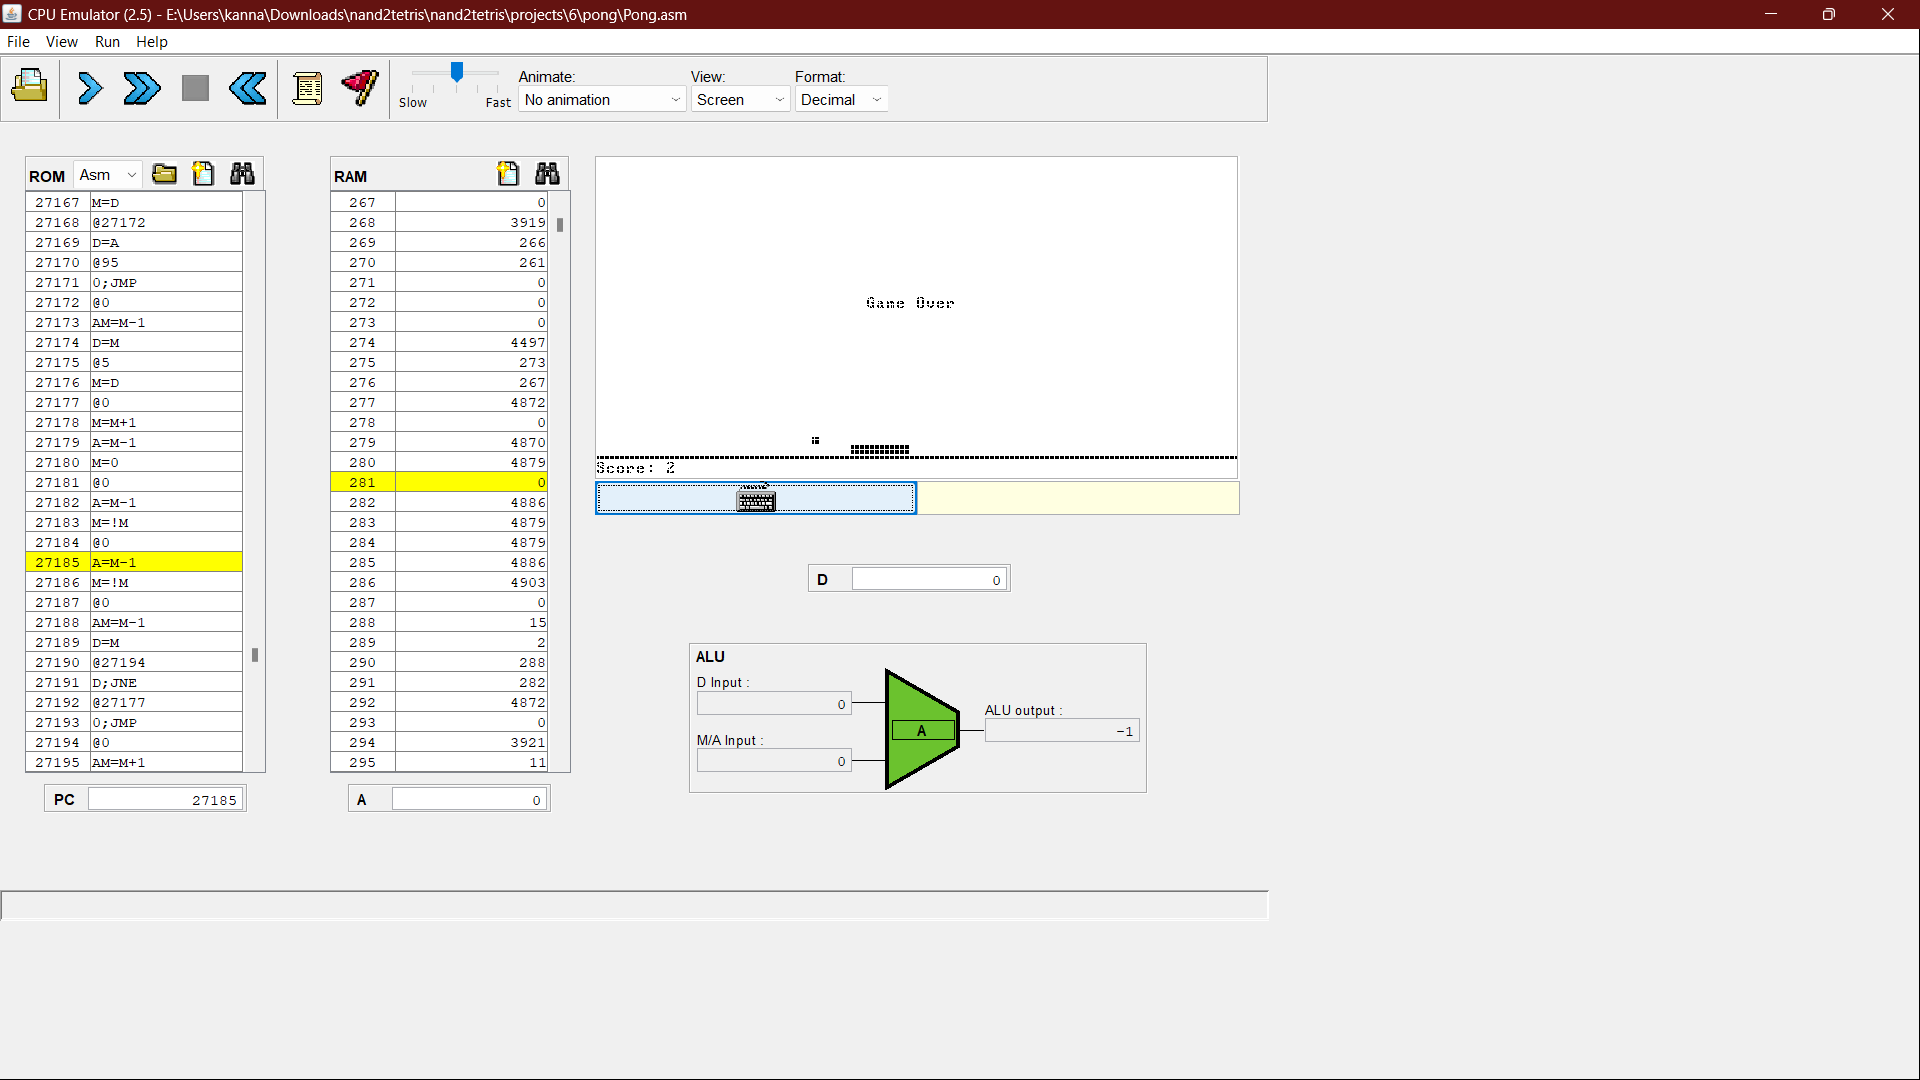 CPU Emulator (2.5) - E:\Users\kanna\Downloads\nand2tetris\nand2tetris\projects\6\pong\Pong.asm
File View Run Help
Slow Fast
Animate:
No animation
View:
Screen
Format:
Decimal
ROM Asm
27167 M=D
27168 @27172
27169 D=A
27170 @95
27171 0;JMP
27172 @0
27173 AM=M-1
27174 D=M
27175 @5
27176 M=D
27177 @0
27178 M=M+1
27179 A=M-1
27180 M=0
27181 @0
27182 A=M-1
27183 M=!M
27184 @0
27185 A=M-1
27186 M=!M
27187 @0
27188 AM=M-1
27189 D=M
27190 @27194
27191 D;JNE
27192 @27177
27193 0;JMP
27194 @0
27195 AM=M+1
PC 27185
RAM
267 0
268 3919
269 266
270 261
271 0
272 0
273 0
274 4497
275 273
276 267
277 4872
278 0
279 4870
280 4879
281 0
282 4886
283 4879
284 4879
285 4886
286 4903
287 0
288 15
289 2
290 288
291 282
292 4872
293 0
294 3921
295 11
A 0
Game Over
Score: 2
D 0
ALU
D Input :
0
M/A Input :
0
A
ALU output :
-1